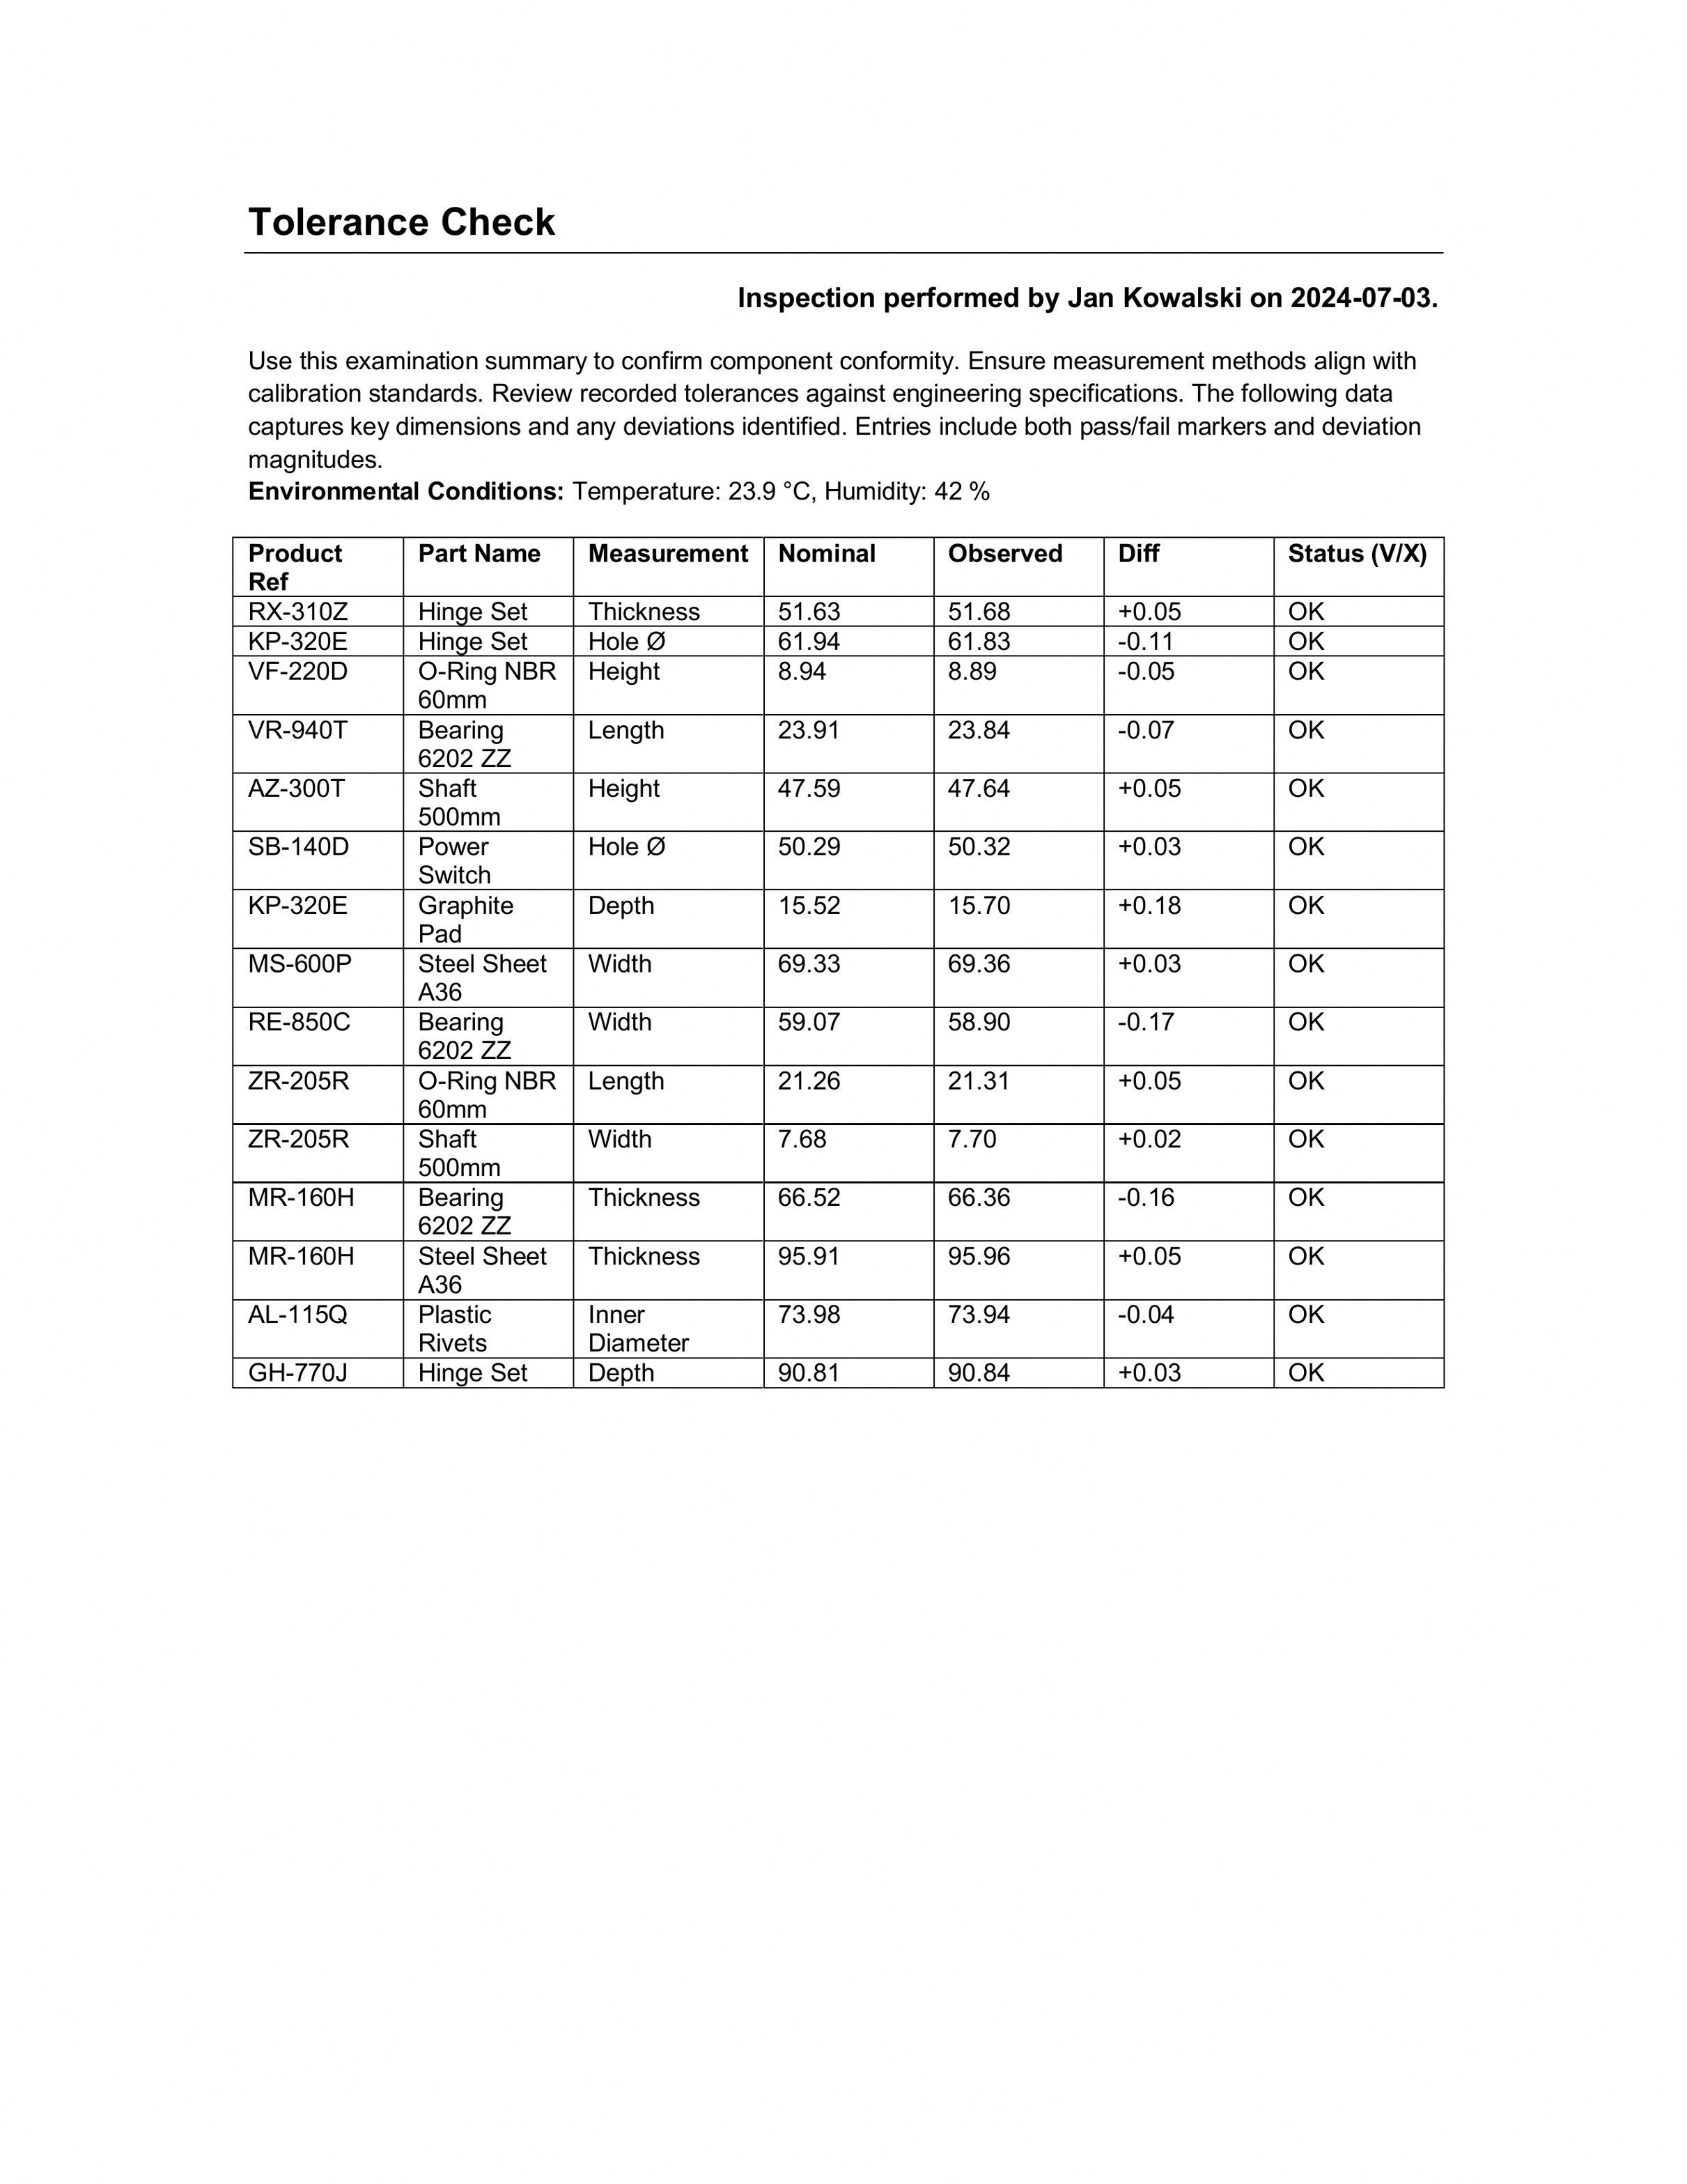 Tolerance Check
Inspection performed by Jan Kowalski on 2024-07-03.
Use this examination summary to confirm component conformity. Ensure measurement methods align with
calibration standards. Review recorded tolerances against engineering specifications. The following data
captures key dimensions and any deviations identified. Entries include both pass/fail markers and deviation
magnitudes.
Environmental Conditions: Temperature: 23.9 °C, Humidity: 42 %
Product Ref Part Name Measurement Nominal Observed Diff Status (V/X)
RX-310Z Hinge Set Thickness 51.63 51.68 +0.05 OK
KP-320E Hinge Set Hole Ø 61.94 61.83 -0.11 OK
VF-220D O-Ring NBR 60mm Height 8.94 8.89 -0.05 OK
VR-940T Bearing 6202 ZZ Length 23.91 23.84 -0.07 OK
AZ-300T Shaft 500mm Height 47.59 47.64 +0.05 OK
SB-140D Power Switch Hole Ø 50.29 50.32 +0.03 OK
KP-320E Graphite Pad Depth 15.52 15.70 +0.18 OK
MS-600P Steel Sheet A36 Width 69.33 69.36 +0.03 OK
RE-850C Bearing 6202 ZZ Width 59.07 58.90 -0.17 OK
ZR-205R O-Ring NBR 60mm Length 21.26 21.31 +0.05 OK
ZR-205R Shaft 500mm Width 7.68 7.70 +0.02 OK
MR-160H Bearing 6202 ZZ Thickness 66.52 66.36 -0.16 OK
MR-160H Steel Sheet A36 Thickness 95.91 95.96 +0.05 OK
AL-115Q Plastic Rivets Inner Diameter 73.98 73.94 -0.04 OK
GH-770J Hinge Set Depth 90.81 90.84 +0.03 OK